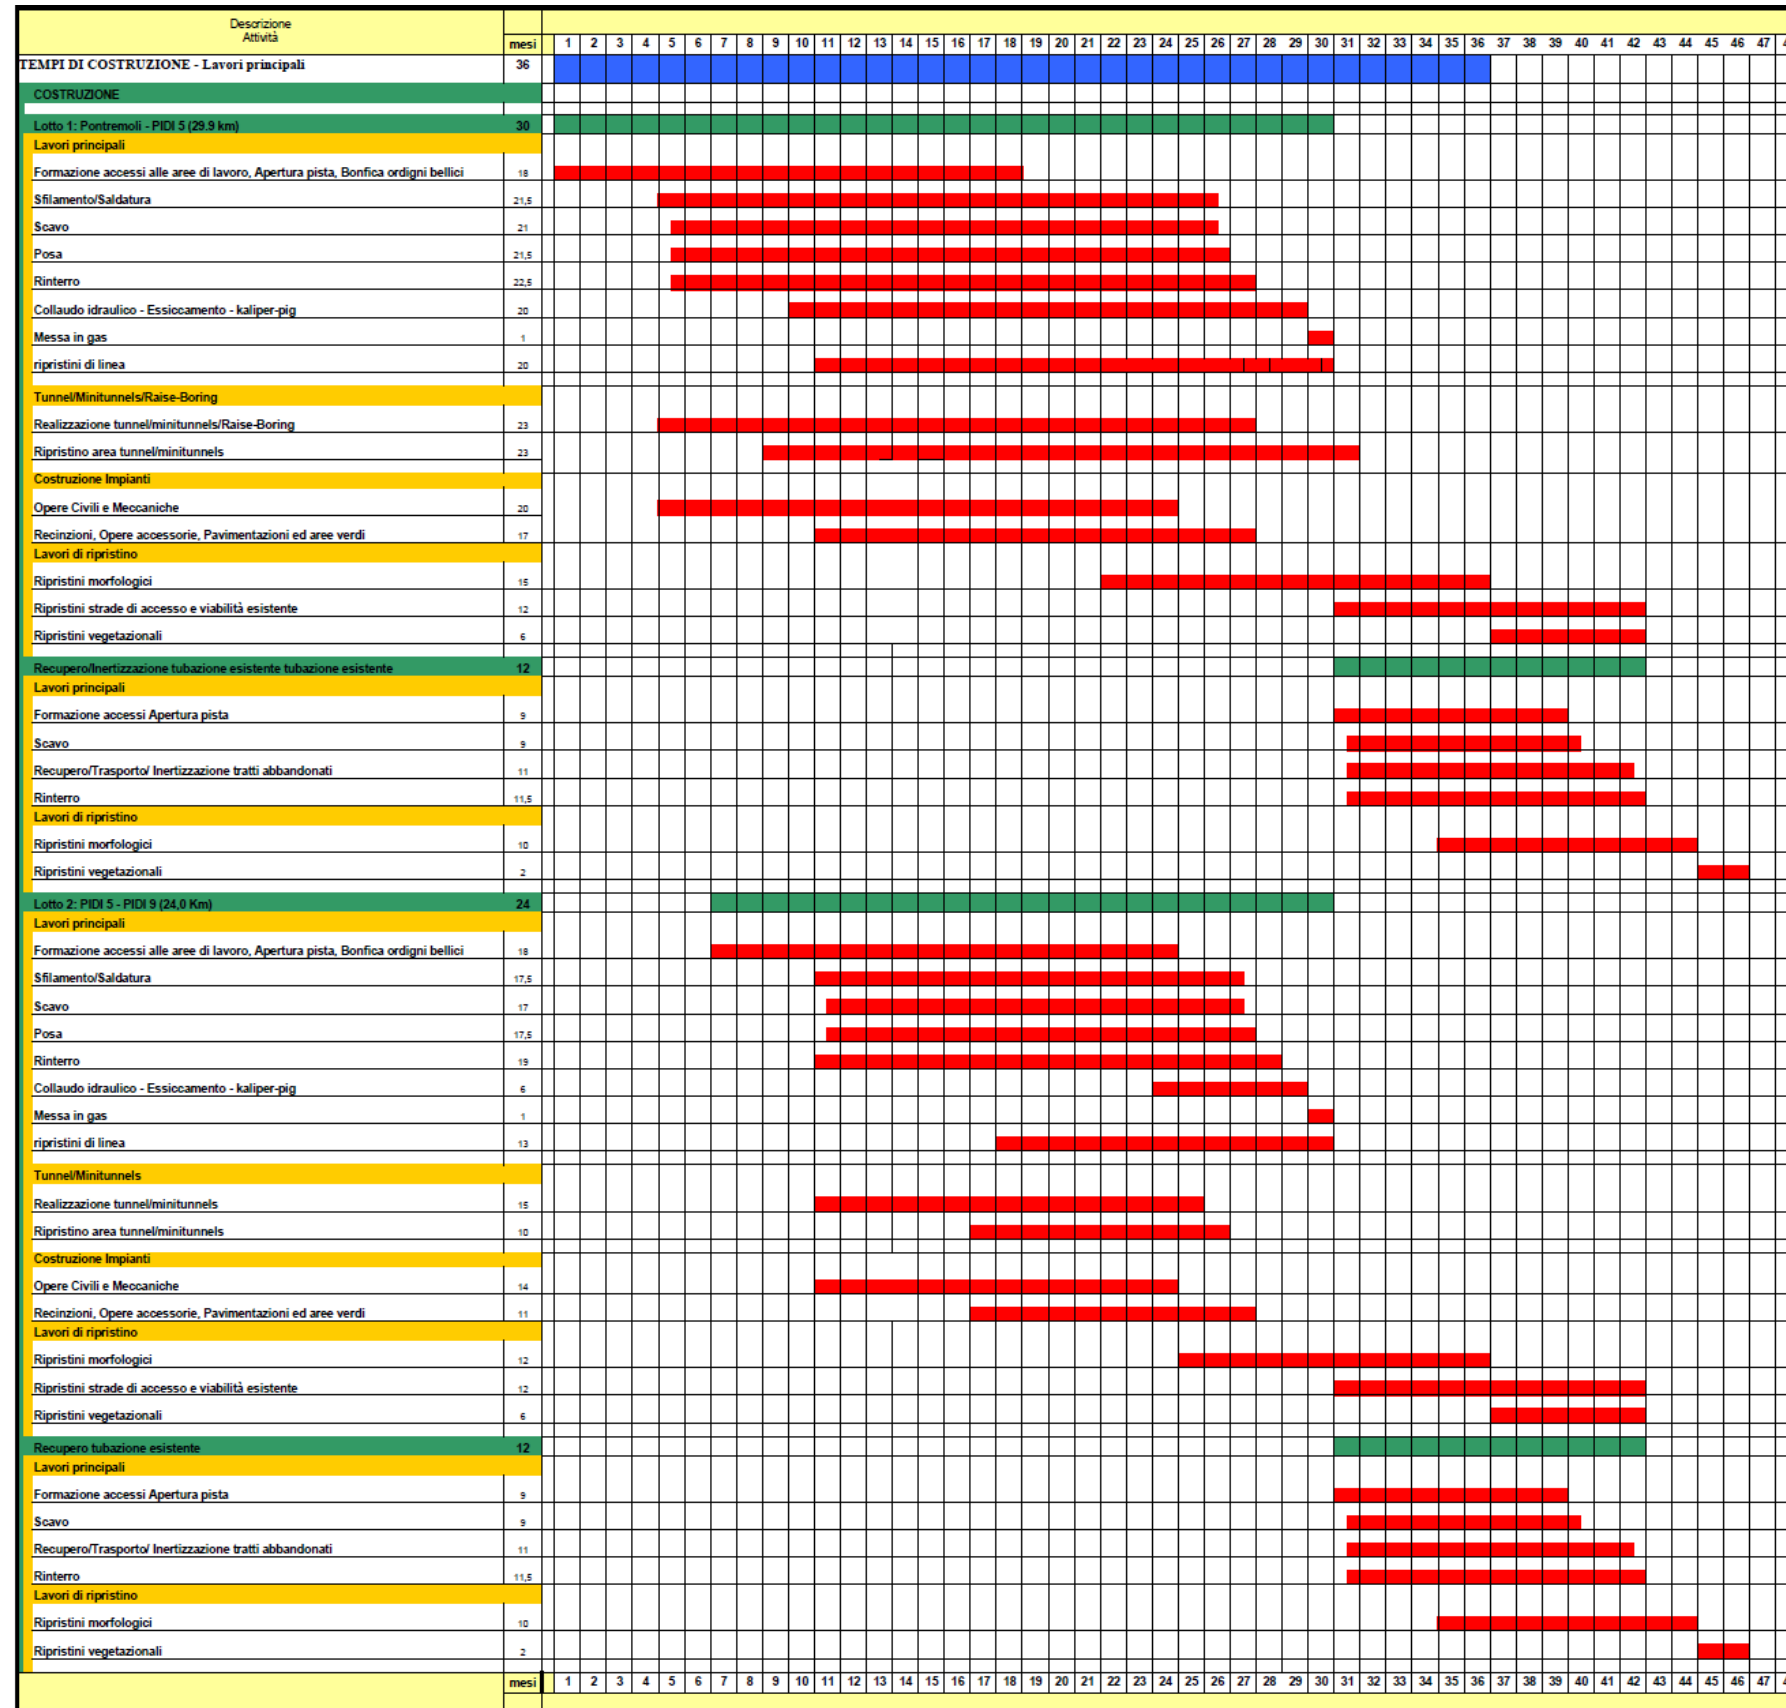 Descrizione
Attività
mesi 1 2 3 4 5 6 7 8 9 10 11 12 13 14 15 16 17 18 19 20 21 22 23 24 25 26 27 28 29 30 31 32 33 34 35 36 37 38 39 40 41 42 43 44 45 46 47
TEMPI DI COSTRUZIONE - Lavori principali 36
COSTRUZIONE
Lotto 1: Pontremoli - PIDI 5 (29.9 km) 30
Lavori principali
Formazione accessi alle aree di lavoro, Apertura pista, Bonfica ordigni bellici 18
Sfilamento/Saldatura 21,5
Scavo 21
Posa 21,5
Rinterro 22,5
Collaudo idraulico - Essiccamento - kaliper-pig 20
Messa in gas 1
ripristini di linea 20
Tunnel/Minitunnels/Raise-Boring
Realizzazione tunnel/minitunnels/Raise-Boring 23
Ripristino area tunnel/minitunnels 23
Costruzione Impianti
Opere Civili e Meccaniche 20
Recinzioni, Opere accessorie, Pavimentazioni ed aree verdi 17
Lavori di ripristino
Ripristini morfologici 15
Ripristini strade di accesso e viabilità esistente 12
Ripristini vegetazionali 6
Recupero/Inertizzazione tubazione esistente tubazione esistente 12
Lavori principali
Formazione accessi Apertura pista 9
Scavo 9
Recupero/Trasporto/ Inertizzazione tratti abbandonati 11
Rinterro 11,5
Lavori di ripristino
Ripristini morfologici 10
Ripristini vegetazionali 2
Lotto 2: PIDI 5 - PIDI 9 (24,0 Km) 24
Lavori principali
Formazione accessi alle aree di lavoro, Apertura pista, Bonfica ordigni bellici 18
Sfilamento/Saldatura 17,5
Scavo 17
Posa 17,5
Rinterro 19
Collaudo idraulico - Essiccamento - kaliper-pig 6
Messa in gas 1
ripristini di linea 13
Tunnel/Minitunnels
Realizzazione tunnel/minitunnels 15
Ripristino area tunnel/minitunnels 10
Costruzione Impianti
Opere Civili e Meccaniche 14
Recinzioni, Opere accessorie, Pavimentazioni ed aree verdi 11
Lavori di ripristino
Ripristini morfologici 12
Ripristini strade di accesso e viabilità esistente 12
Ripristini vegetazionali 6
Recupero tubazione esistente 12
Lavori principali
Formazione accessi Apertura pista 9
Scavo 9
Recupero/Trasporto/ Inertizzazione tratti abbandonati 11
Rinterro 11,5
Lavori di ripristino
Ripristini morfologici 10
Ripristini vegetazionali 2
mesi 1 2 3 4 5 6 7 8 9 10 11 12 13 14 15 16 17 18 19 20 21 22 23 24 25 26 27 28 29 30 31 32 33 34 35 36 37 38 39 40 41 42 43 44 45 46 47